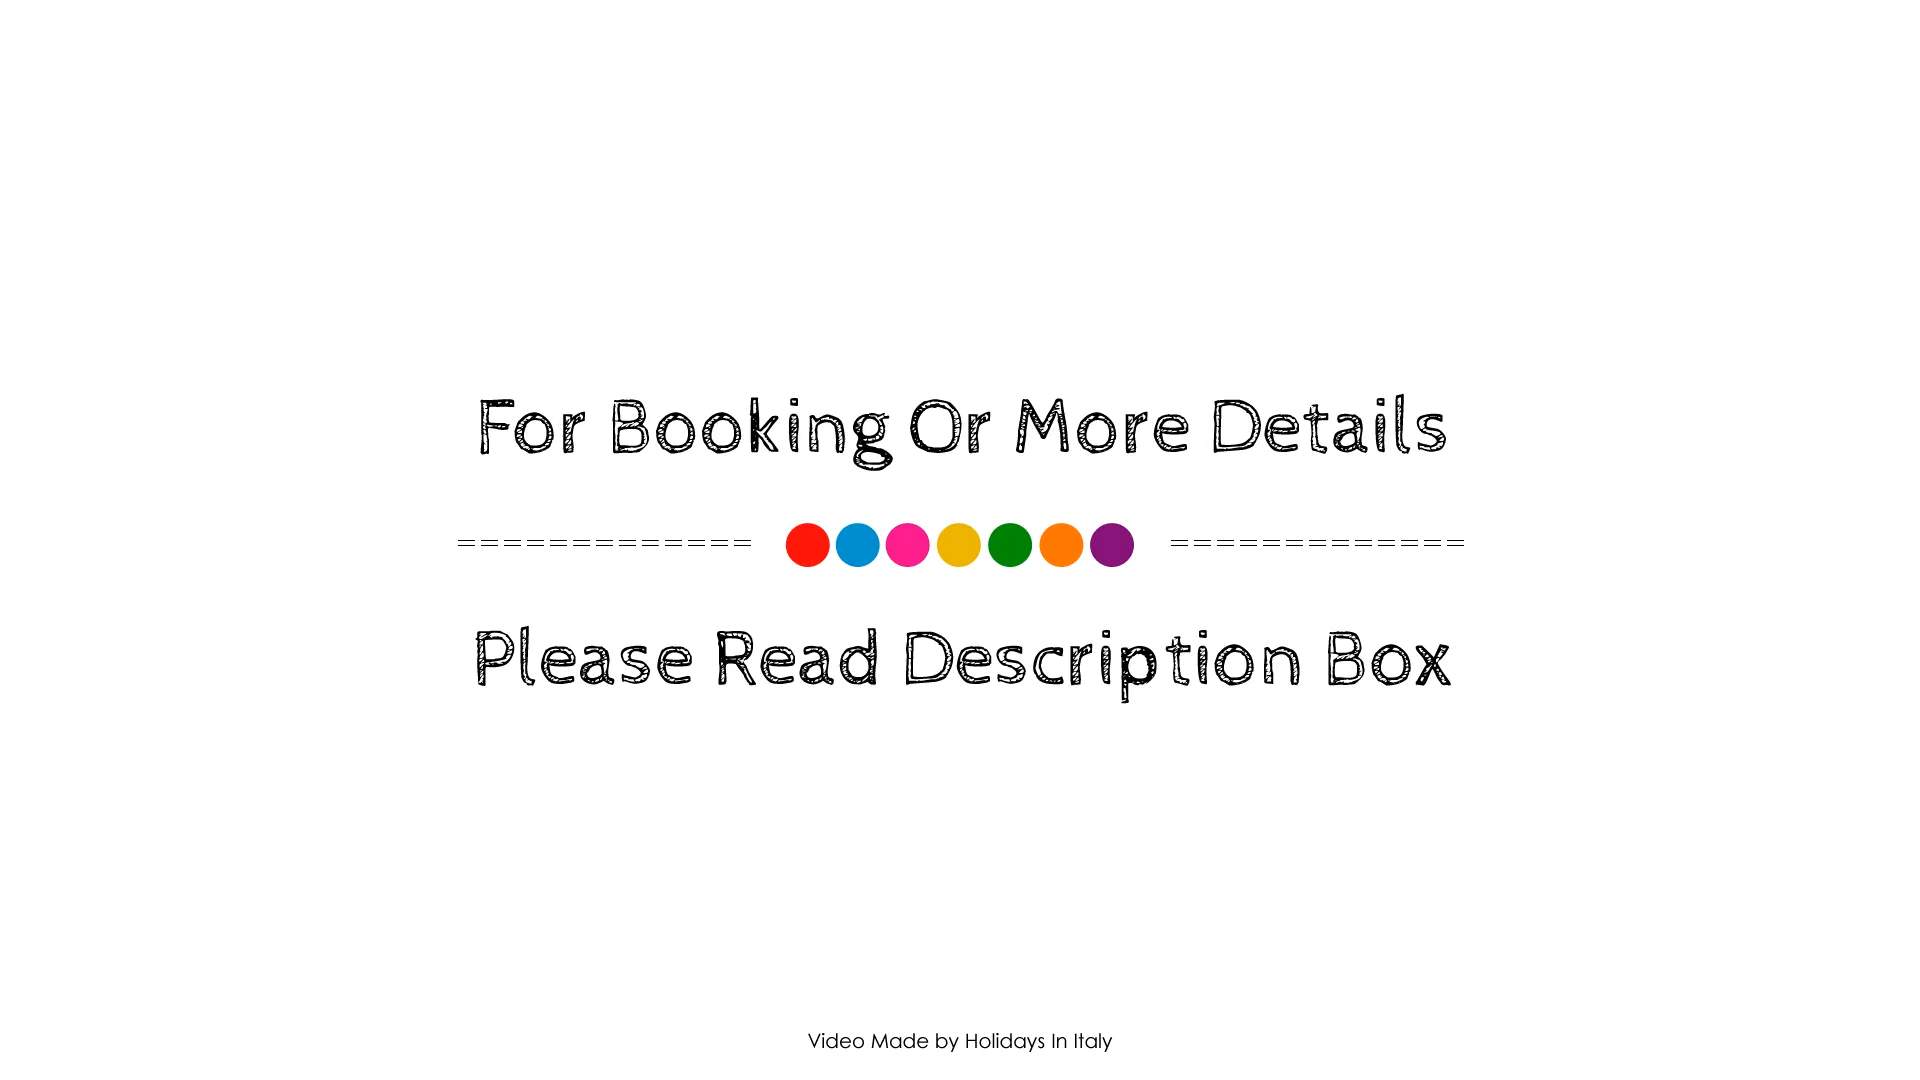 For Booking Or More Details
============= =============
Please Read Description Box
Video Made by Holidays In Italy